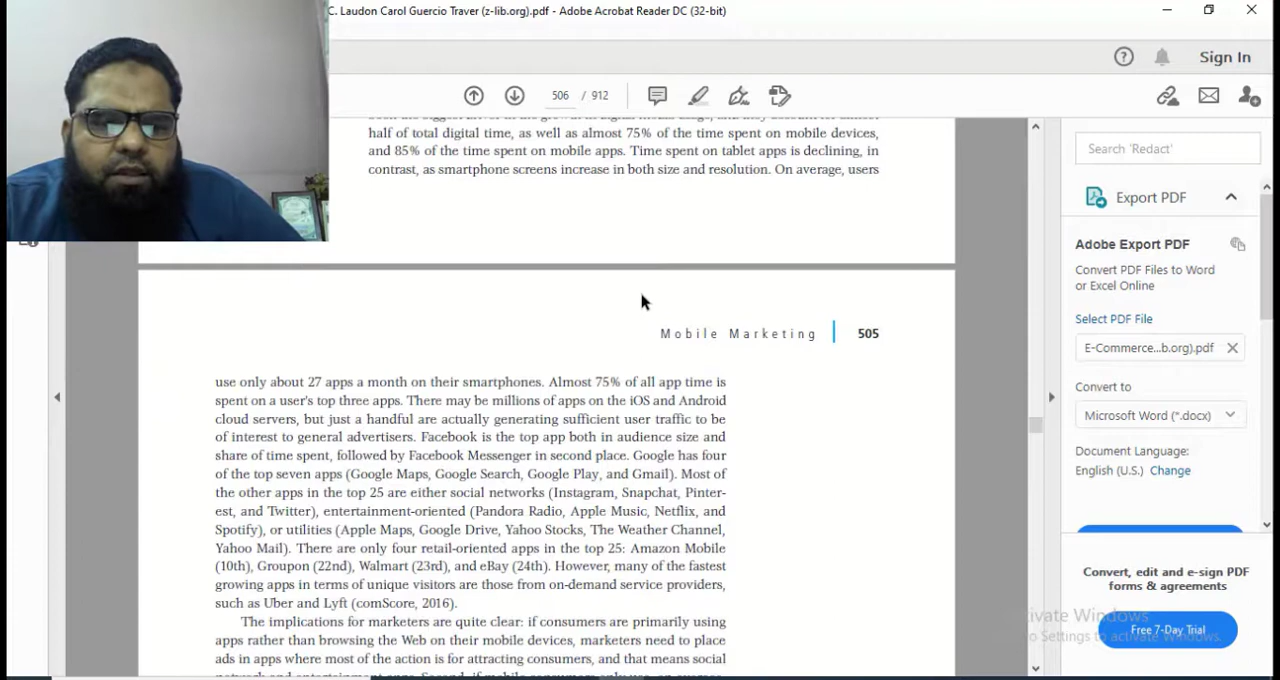 C. Laudon Carol Guercio Traver (z-lib.org).pdf - Adobe Acrobat Reader DC (32-bit)
Sign In
506 / 912
half of total digital time, as well as almost 75% of the time spent on mobile devices,
and 85% of the time spent on mobile apps. Time spent on tablet apps is declining, in
contrast, as smartphone screens increase in both size and resolution. On average, users
Mobile Marketing 505
use only about 27 apps a month on their smartphones. Almost 75% of all app time is
spent on a user's top three apps. There may be millions of apps on the iOS and Android
cloud servers, but just a handful are actually generating sufficient user traffic to be
of interest to general advertisers. Facebook is the top app both in audience size and
share of time spent, followed by Facebook Messenger in second place. Google has four
of the top seven apps (Google Maps, Google Search, Google Play, and Gmail). Most of
the other apps in the top 25 are either social networks (Instagram, Snapchat, Pinter-
est, and Twitter), entertainment-oriented (Pandora Radio, Apple Music, Netflix, and
Spotify), or utilities (Apple Maps, Google Drive, Yahoo Stocks, The Weather Channel,
Yahoo Mail). There are only four retail-oriented apps in the top 25: Amazon Mobile
(10th), Groupon (22nd), Walmart (23rd), and eBay (24th). However, many of the fastest
growing apps in terms of unique visitors are those from on-demand service providers,
such as Uber and Lyft (comScore, 2016).
The implications for marketers are quite clear: if consumers are primarily using
apps rather than browsing the Web on their mobile devices, marketers need to place
ads in apps where most of the action is for attracting consumers, and that means social
Search 'Redact'
Export PDF
Adobe Export PDF
Convert PDF Files to Word
or Excel Online
Select PDF File
E-Commerce...b.org).pdf
Convert to
Microsoft Word (*.docx)
Document Language:
English (U.S.) Change
Convert, edit and e-sign PDF
forms & agreements
Free 7-Day Trial
Windows
to Settings to activate Windows.